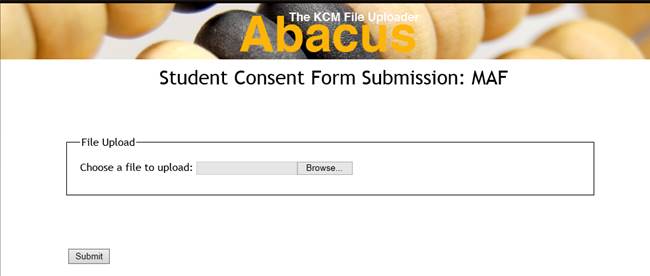 The KCM File Uploader
Abacus
Student Consent Form Submission: MAF
File Upload
Choose a file to upload: Browse...
Submit